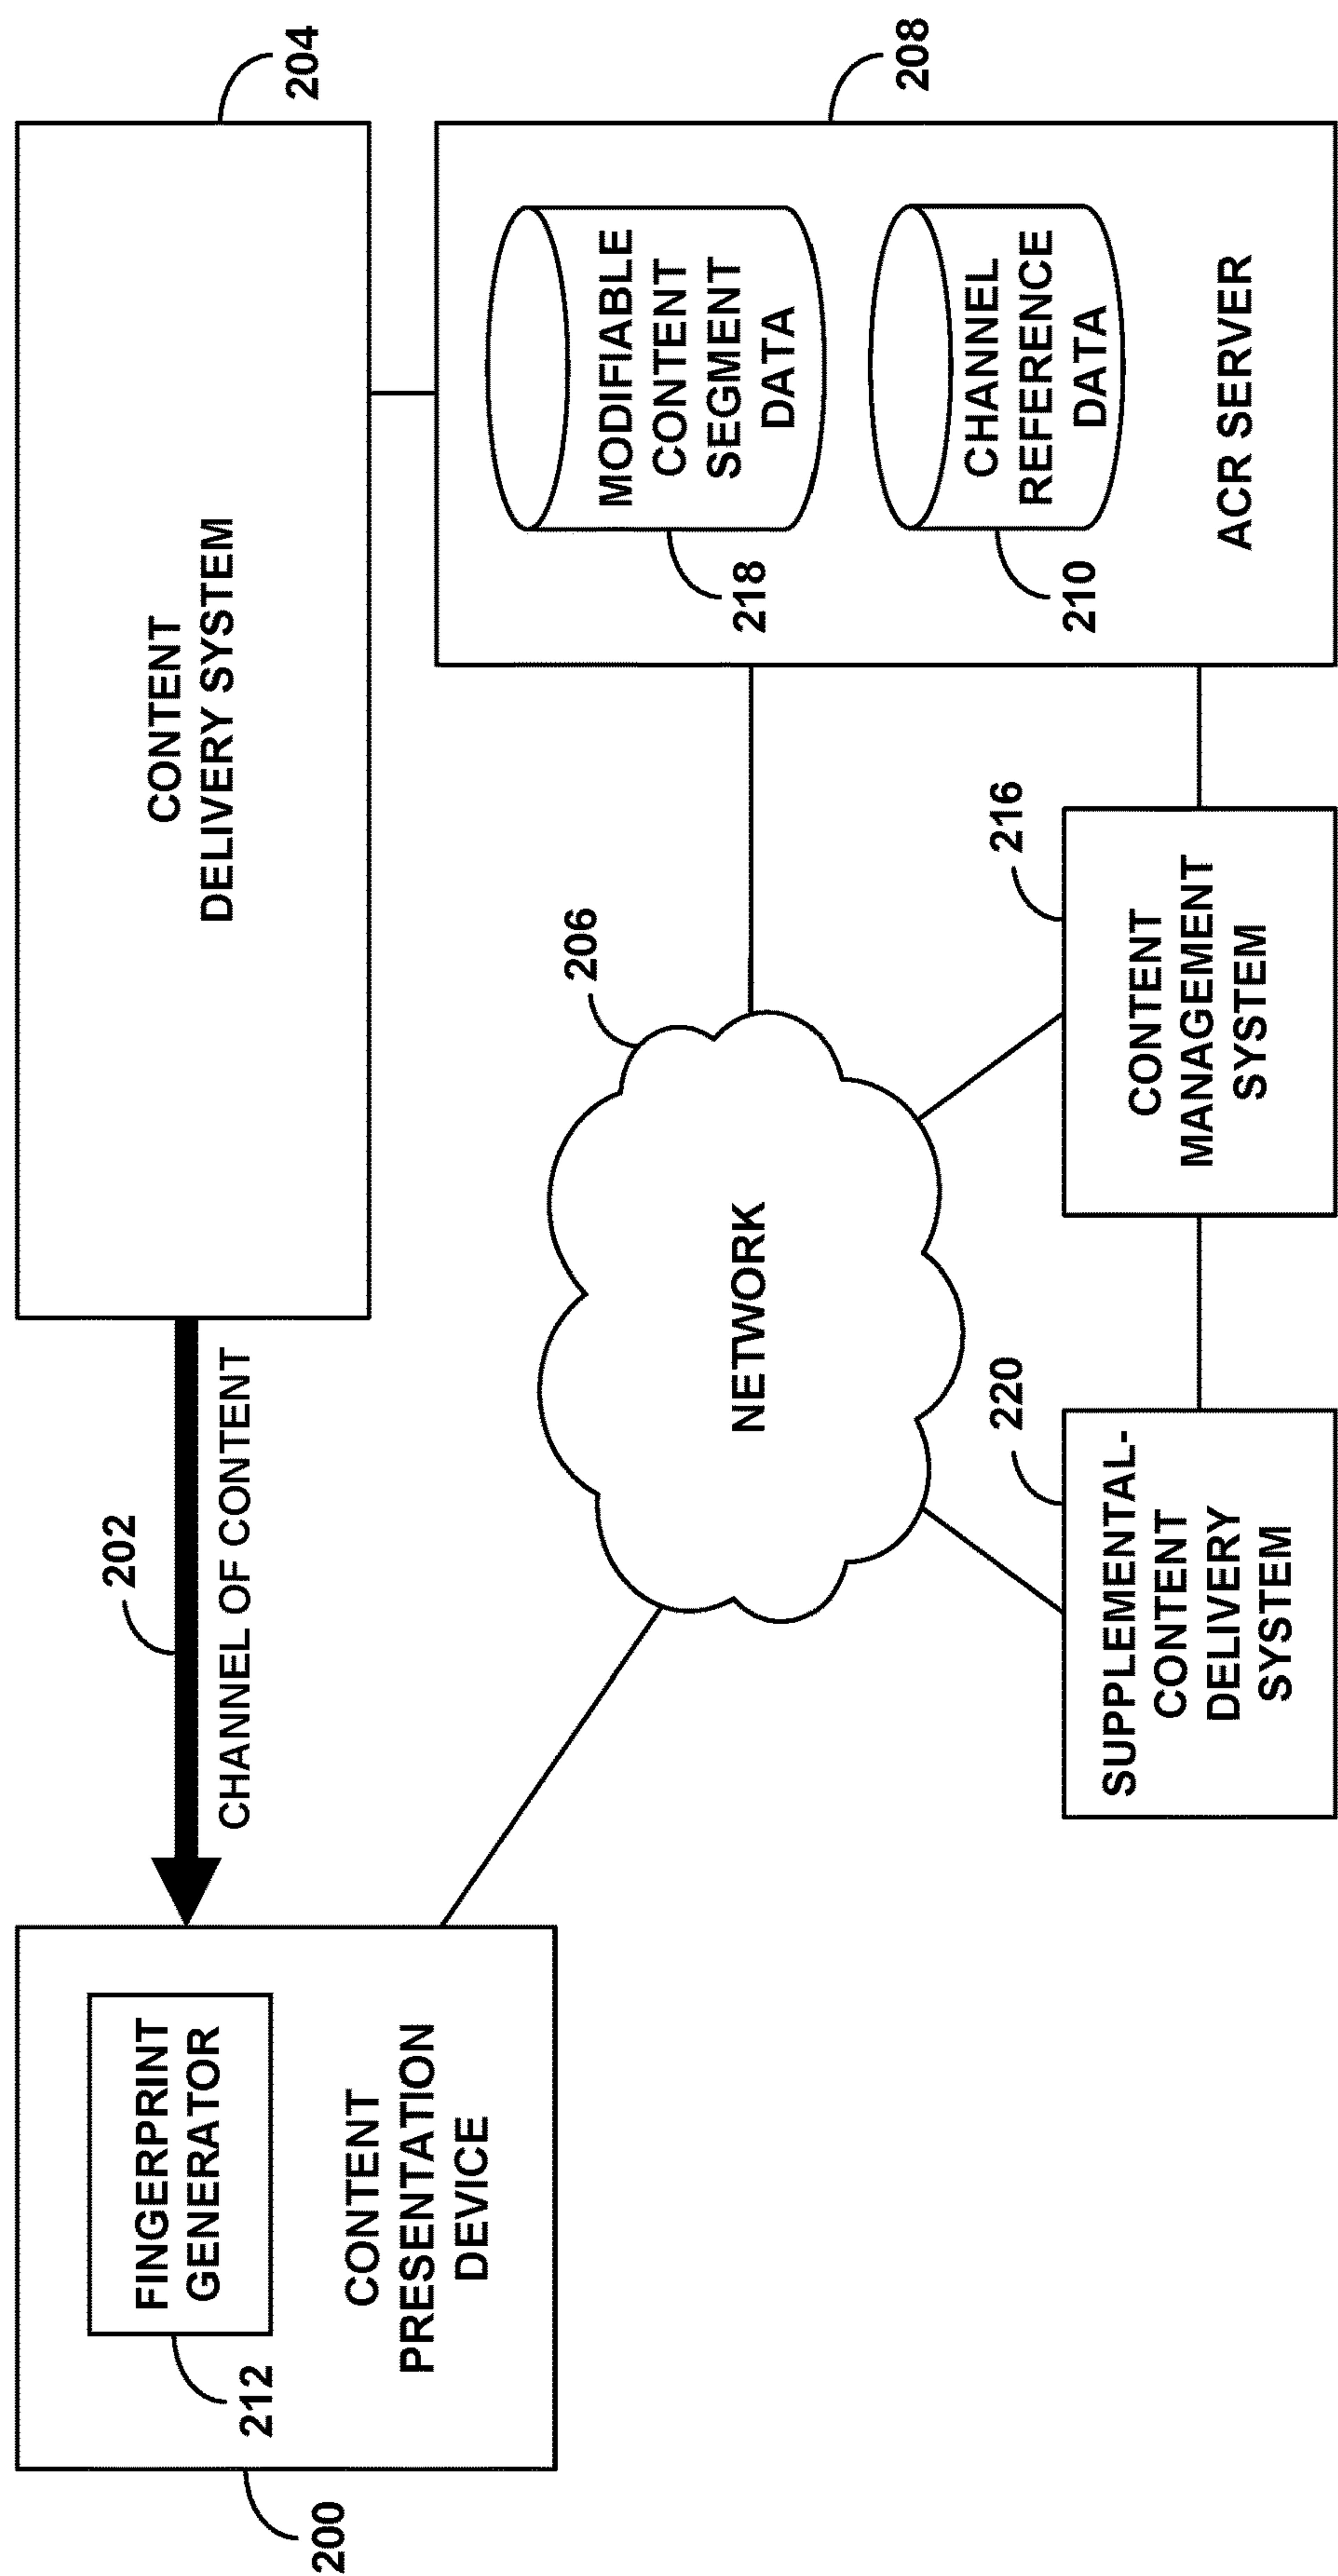 200
212
FINGERPRINT
GENERATOR
CONTENT
PRESENTATION
DEVICE
202
CHANNEL OF CONTENT
CONTENT
DELIVERY SYSTEM
204
206
NETWORK
220
SUPPLEMENTAL-
CONTENT
DELIVERY
SYSTEM
216
CONTENT
MANAGEMENT
SYSTEM
208
218
MODIFIABLE
CONTENT
SEGMENT
DATA
210
CHANNEL
REFERENCE
DATA
ACR SERVER